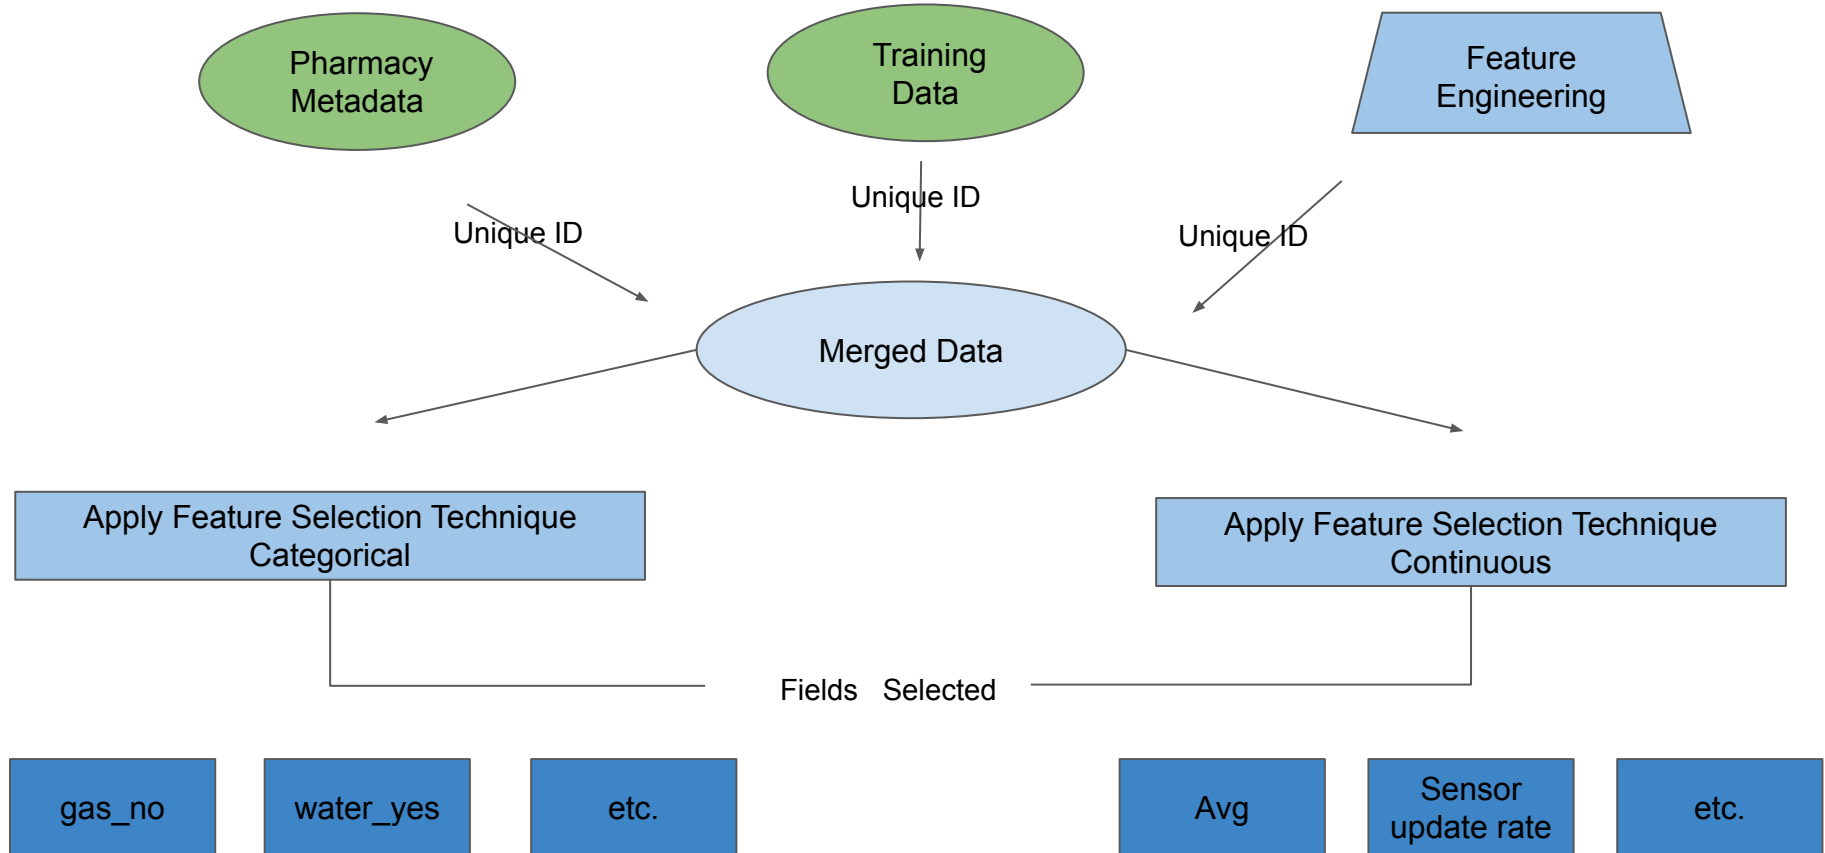 Pharmacy
Metadata
Training
Data
Feature
Engineering
Unique ID
Unique ID
Unique ID
Merged Data
Apply Feature Selection Technique
Categorical
Apply Feature Selection Technique
Continuous
Fields Selected
gas_no
water_yes
etc.
Avg
Sensor
update rate
etc.